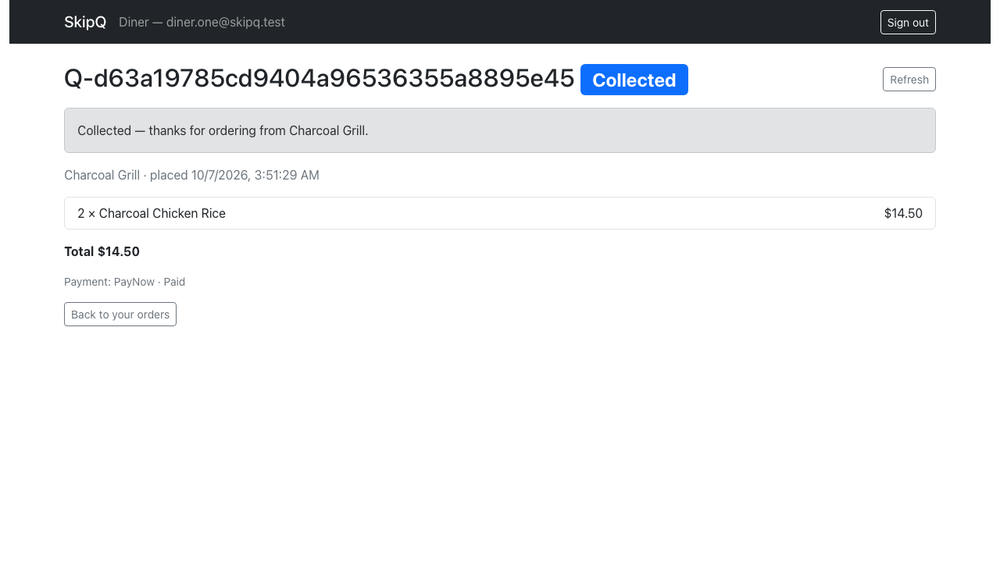 SkipQ Diner — diner.one@skipq.test Sign out
Q-d63a19785cd9404a96536355a8895e45 Collected Refresh
Collected — thanks for ordering from Charcoal Grill.
Charcoal Grill · placed 10/7/2026, 3:51:29 AM
2 × Charcoal Chicken Rice $14.50
Total $14.50
Payment: PayNow · Paid
Back to your orders